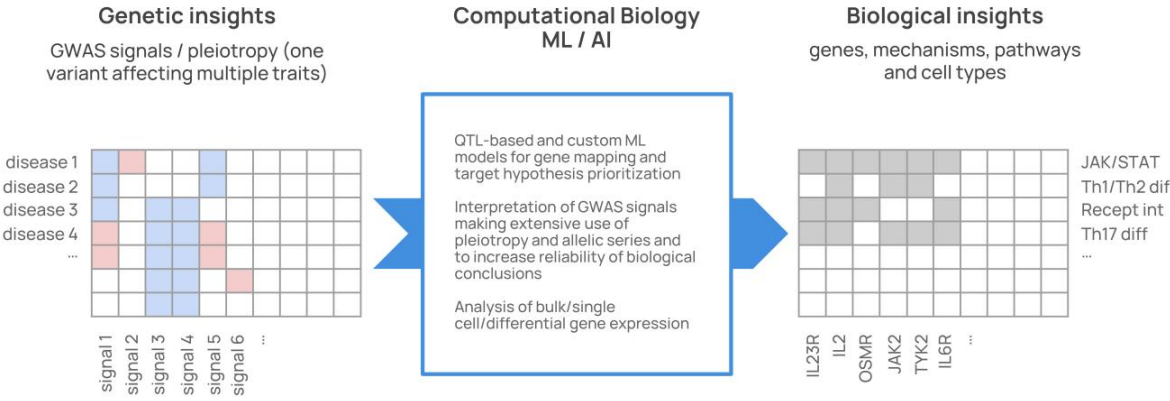 Genetic insights
GWAS signals / pleiotropy (one
variant affecting multiple traits)
disease 1
disease 2
disease 3
disease 4
...
signal 1
signal 2
signal 3
signal 4
signal 5
signal 6
...
Computational Biology
ML / AI
QTL-based and custom ML
models for gene mapping and
target hypothesis prioritization
Interpretation of GWAS signals
making extensive use of
pleiotropy and allelic series and
to increase reliability of biological
conclusions
Analysis of bulk/single
cell/differential gene expression
Biological insights
genes, mechanisms, pathways
and cell types
JAK/STAT
Th1/Th2 dif
Recept int
Th17 diff
...
IL23R
IL2
OSMR
JAK2
TYK2
IL6R
...